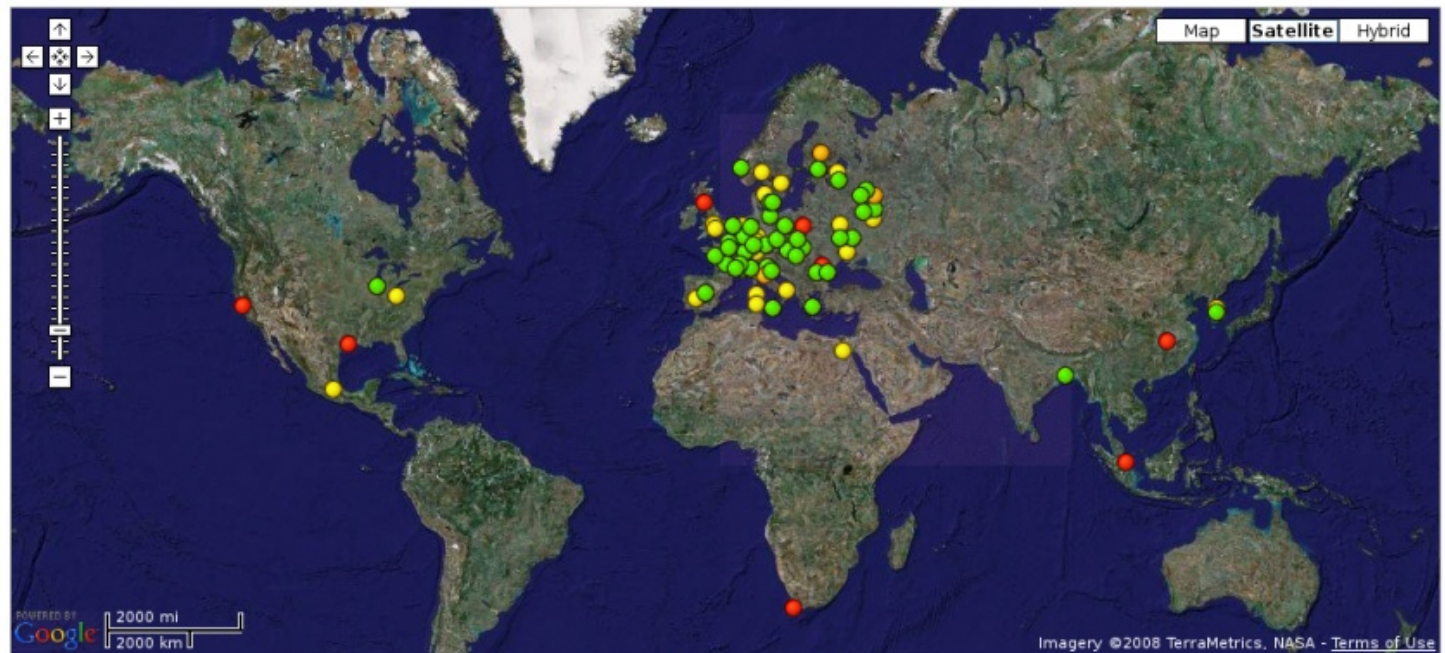 Map Satellite Hybrid
POWERED BY
Google
2000 mi
2000 km
Imagery ©2008 TerraMetrics, NASA - Terms of Use